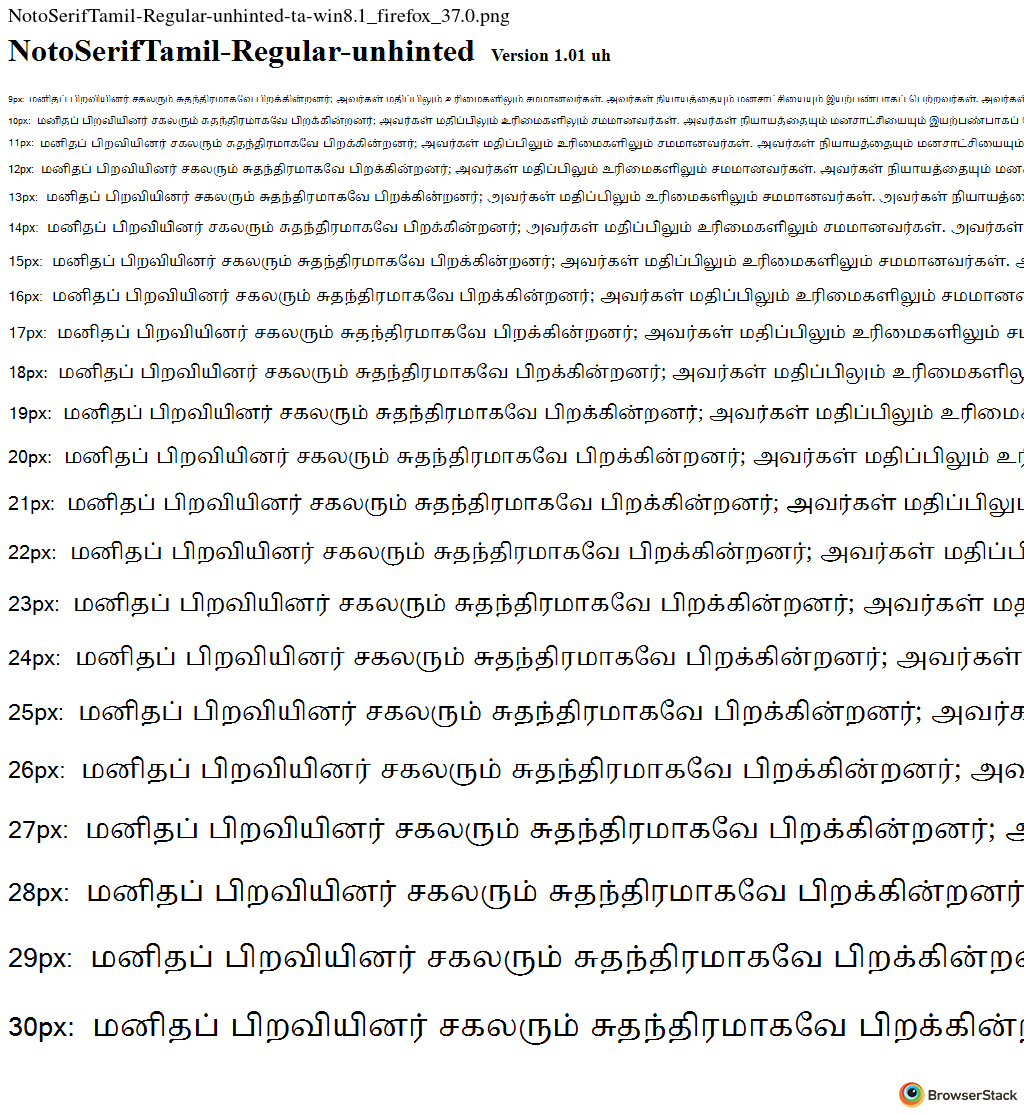 NotoSerifTamil-Regular-unhinted-ta-win8.1_firefox_37.0.png
NotoSerifTamil-Regular-unhinted Version 1.01 uh
9px: மனிதப் பிறவியினர் சகலரும் சுதந்திரமாகவே பிறக்கின்றனர்; அவர்கள் மதிப்பிலும் உரிமைகளிலும் சமமானவர்கள். அவர்கள் நியாயத்தையும் மனசாட்சியையும் இயற்பண்பாகப் பெற்றவர்கள்.
10px: மனிதப் பிறவியினர் சகலரும் சுதந்திரமாகவே பிறக்கின்றனர்; அவர்கள் மதிப்பிலும் உரிமைகளிலும் சமமானவர்கள். அவர்கள் நியாயத்தையும் மனசாட்சியையும் இயற்பண்பாகப்
11px: மனிதப் பிறவியினர் சகலரும் சுதந்திரமாகவே பிறக்கின்றனர்; அவர்கள் மதிப்பிலும் உரிமைகளிலும் சமமானவர்கள். அவர்கள் நியாயத்தையும் மனசாட்சியையும்
12px: மனிதப் பிறவியினர் சகலரும் சுதந்திரமாகவே பிறக்கின்றனர்; அவர்கள் மதிப்பிலும் உரிமைகளிலும் சமமானவர்கள். அவர்கள் நியாயத்தையும்
13px: மனிதப் பிறவியினர் சகலரும் சுதந்திரமாகவே பிறக்கின்றனர்; அவர்கள் மதிப்பிலும் உரிமைகளிலும் சமமானவர்கள். அவர்கள்
14px: மனிதப் பிறவியினர் சகலரும் சுதந்திரமாகவே பிறக்கின்றனர்; அவர்கள் மதிப்பிலும் உரிமைகளிலும் சமமானவர்கள். அவர்கள்
15px: மனிதப் பிறவியினர் சகலரும் சுதந்திரமாகவே பிறக்கின்றனர்; அவர்கள் மதிப்பிலும் உரிமைகளிலும் சமமானவர்கள்.
16px: மனிதப் பிறவியினர் சகலரும் சுதந்திரமாகவே பிறக்கின்றனர்; அவர்கள் மதிப்பிலும் உரிமைகளிலும்
17px: மனிதப் பிறவியினர் சகலரும் சுதந்திரமாகவே பிறக்கின்றனர்; அவர்கள் மதிப்பிலும் உரிமைகளிலும்
18px: மனிதப் பிறவியினர் சகலரும் சுதந்திரமாகவே பிறக்கின்றனர்; அவர்கள் மதிப்பிலும்
19px: மனிதப் பிறவியினர் சகலரும் சுதந்திரமாகவே பிறக்கின்றனர்; அவர்கள் மதிப்பிலும்
20px: மனிதப் பிறவியினர் சகலரும் சுதந்திரமாகவே பிறக்கின்றனர்; அவர்கள் மதிப்பிலும்
21px: மனிதப் பிறவியினர் சகலரும் சுதந்திரமாகவே பிறக்கின்றனர்; அவர்கள்
22px: மனிதப் பிறவியினர் சகலரும் சுதந்திரமாகவே பிறக்கின்றனர்; அவர்கள்
23px: மனிதப் பிறவியினர் சகலரும் சுதந்திரமாகவே பிறக்கின்றனர்; அவர்கள்
24px: மனிதப் பிறவியினர் சகலரும் சுதந்திரமாகவே பிறக்கின்றனர்; அவர்கள்
25px: மனிதப் பிறவியினர் சகலரும் சுதந்திரமாகவே பிறக்கின்றனர்;
26px: மனிதப் பிறவியினர் சகலரும் சுதந்திரமாகவே பிறக்கின்றனர்;
27px: மனிதப் பிறவியினர் சகலரும் சுதந்திரமாகவே பிறக்கின்றனர்;
28px: மனிதப் பிறவியினர் சகலரும் சுதந்திரமாகவே பிறக்கின்றனர்
29px: மனிதப் பிறவியினர் சகலரும் சுதந்திரமாகவே
30px: மனிதப் பிறவியினர் சகலரும் சுதந்திரமாகவே
BrowserStack